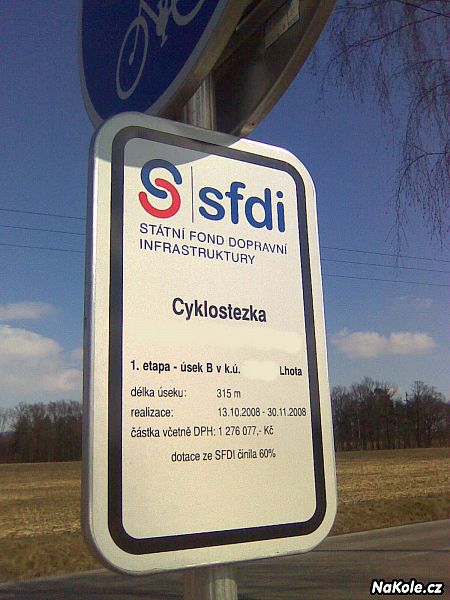 sfdi
STÁTNÍ FOND DOPRAVNÍ
INFRASTRUKTURY
Cyklostezka
1. etapa - úsek B v k.ú. Lhota
délka úseku: 315 m
realizace: 13.10.2008 - 30.11.2008
částka včetně DPH: 1 276 077,- Kč
dotace ze SFDI činila 60%
NaKole.cz